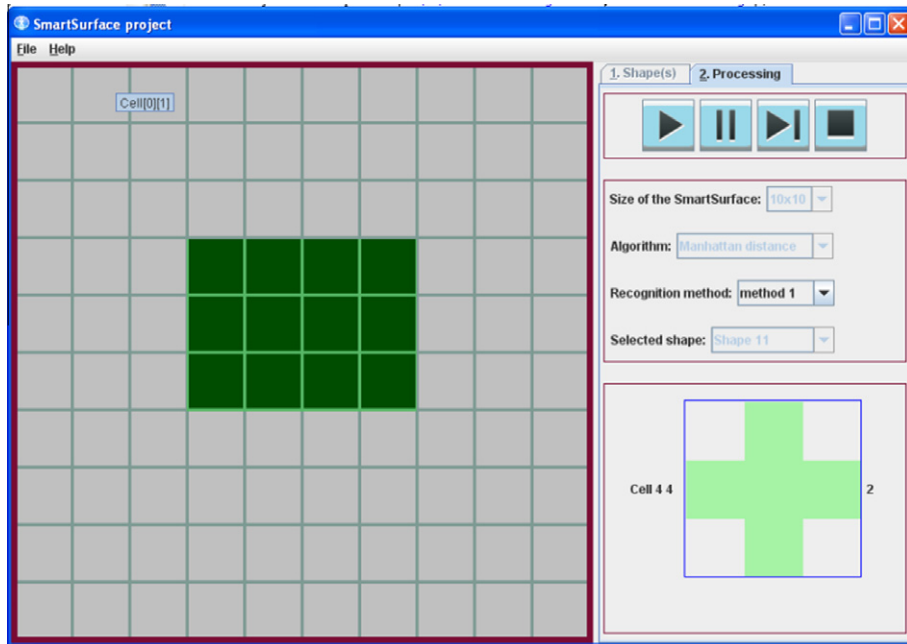 SmartSurface project
File Help
Cell[0][1]
1. Shape(s) 2. Processing
Size of the SmartSurface: 10x10
Algorithm: Manhattan distance
Recognition method: method 1
Selected shape: Shape 11
Cell 4 4 2